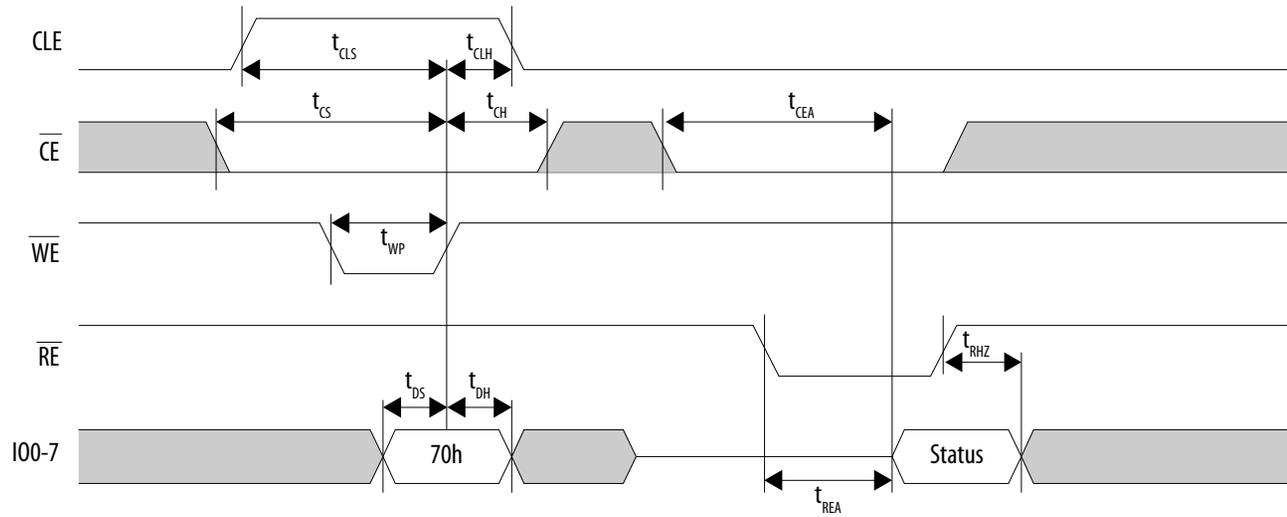 CLE
tCLS
tCLH
tCS
tCH
tCEA
CE
WE
tWP
RE
tRHZ
tDS
tDH
IO0-7
70h
Status
tREA